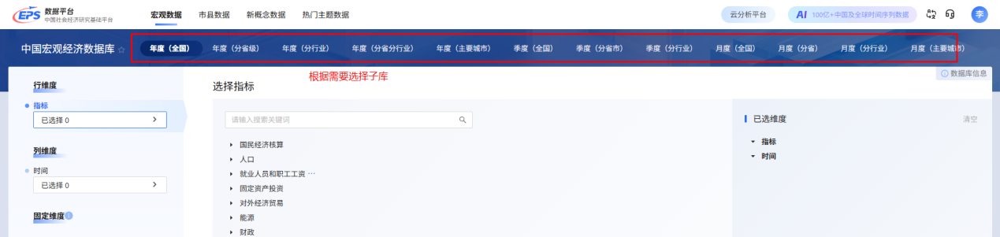 EPS 数据平台
中国社会经济研究基础平台
宏观数据 市县数据 新概念数据 热门主题数据
云分析平台
AI 100亿+中国及全球时间序列数据
李
中国宏观经济数据库
年度（全国） 年度（分省级） 年度（分行业） 年度（分省分行业） 年度（主要城市） 季度（全国） 季度（分省市） 季度（分行业） 月度（全国） 月度（分省） 月度（分行业） 月度（主要城市）
根据需要选择子库
数据库信息
行维度
指标
已选择 0
列维度
时间
已选择 0
固定维度
选择指标
请输入搜索关键词
国民经济核算
人口
就业人员和职工工资 ···
固定资产投资
对外经济贸易
能源
财政
已选维度
清空
指标
时间